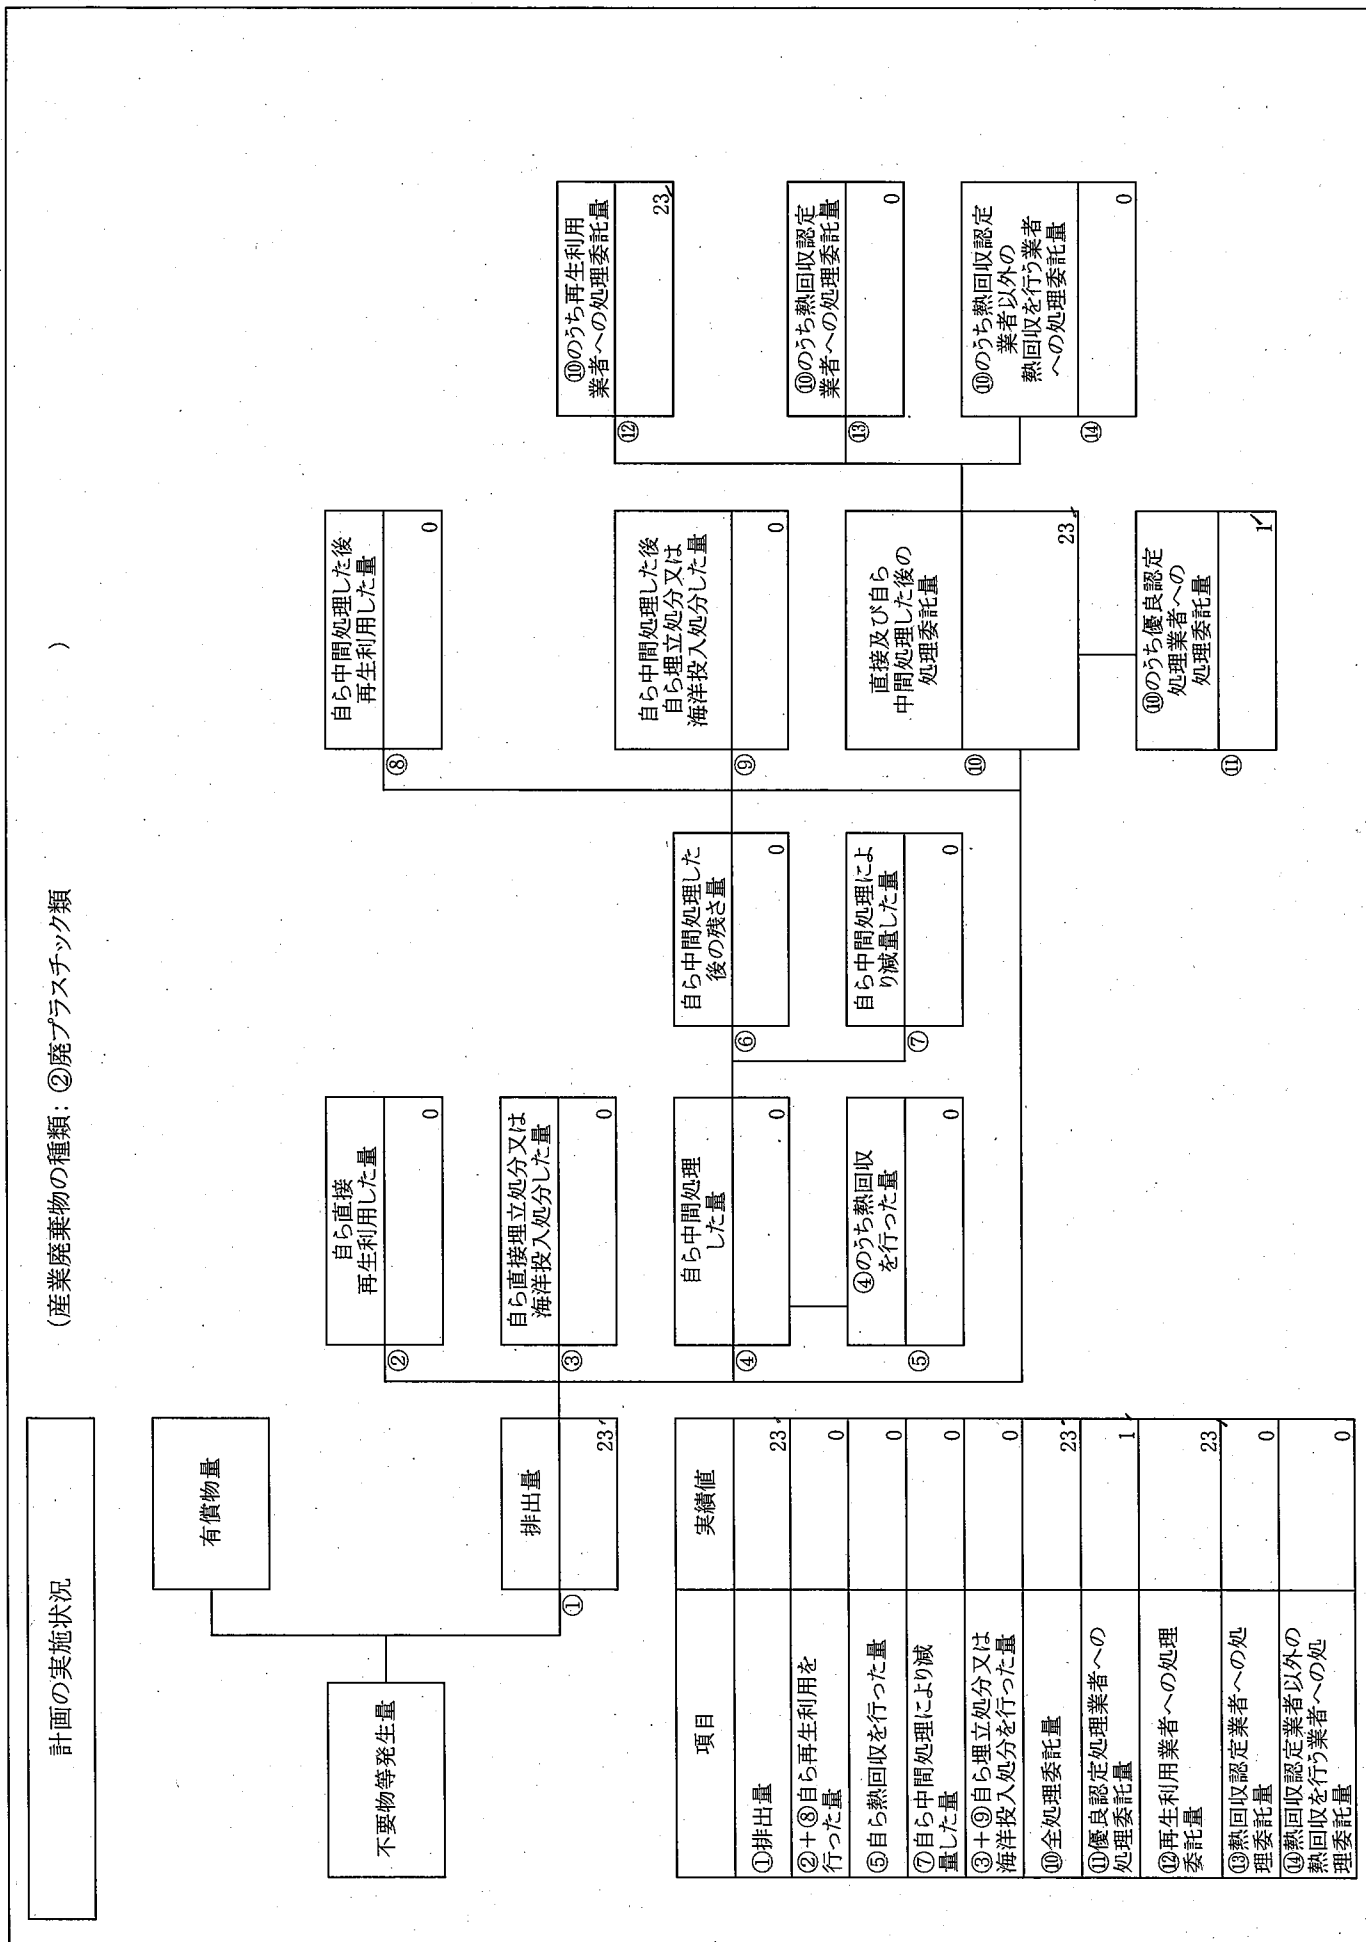 計画の実施状況
(産業廃棄物の種類：②廃プラスチック類
)
不要物等発生量
有償物量
排出量
①
23
自ら直接
再生利用した量
②
0
自ら直接埋立処分又は
海洋投入処分した量
③
0
自ら中間処理
した量
④
0
④のうち熱回収
を行った量
⑤
0
自ら中間処理した
後の残さ量
⑥
0
自ら中間処理によ
り減量した量
⑦
0
自ら中間処理した後
再生利用した量
⑧
0
自ら中間処理した後
自ら埋立処分又は
海洋投入処分した量
⑨
0
直接及び自ら
中間処理した後の
処理委託量
⑩
23
⑩のうち優良認定
処理業者への
処理委託量
⑪
1
⑩のうち再生利用
業者への処理委託量
⑫
23
⑩のうち熱回収認定
業者への処理委託量
⑬
0
⑩のうち熱回収認定
業者以外の
熱回収を行う業者
への処理委託量
⑭
0
項目 実績値
①排出量 23
②＋⑧自ら再生利用を
行った量 0
⑤自ら熱回収を行った量 0
⑦自ら中間処理により減
量した量 0
③＋⑨自ら埋立処分又は
海洋投入処分を行った量 0
⑩全処理委託量 23
⑪優良認定処理業者への
処理委託量 1
⑫再生利用業者への処理
委託量 23
⑬熱回収認定業者への処
理委託量 0
⑭熱回収認定業者以外の
熱回収を行う業者への処
理委託量 0